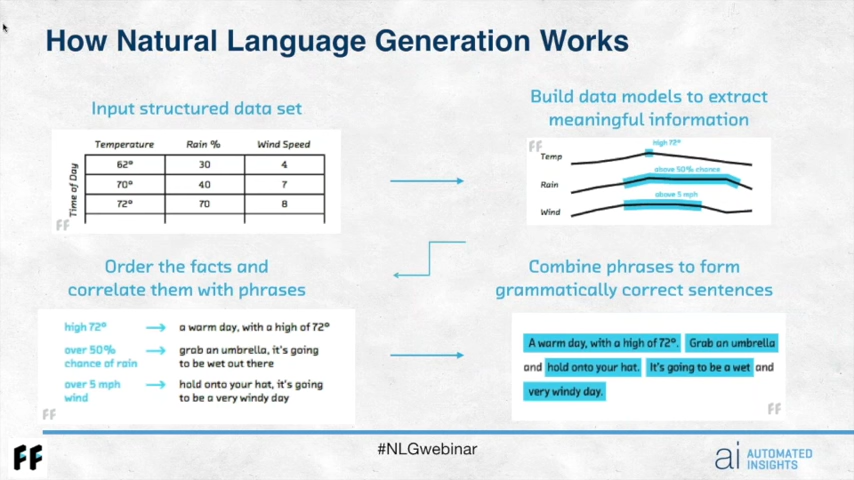 How Natural Language Generation Works
Input structured data set
Temperature Rain % Wind Speed
Time of Day
62° 30 4
70° 40 7
72° 70 8
FF
Build data models to extract
meaningful information
FF
high 72°
Temp
above 50% chance
Rain
above 5 mph
Wind
Order the facts and
correlate them with phrases
high 72° a warm day, with a high of 72°
over 50% grab an umbrella, it's going
chance of rain to be wet out there
over 5 mph hold onto your hat, it's going
wind to be a very windy day
FF
Combine phrases to form
grammatically correct sentences
A warm day, with a high of 72°. Grab an umbrella
and hold onto your hat. It's going to be a wet and
very windy day.
FF
FF
#NLGwebinar
ai AUTOMATED
INSIGHTS